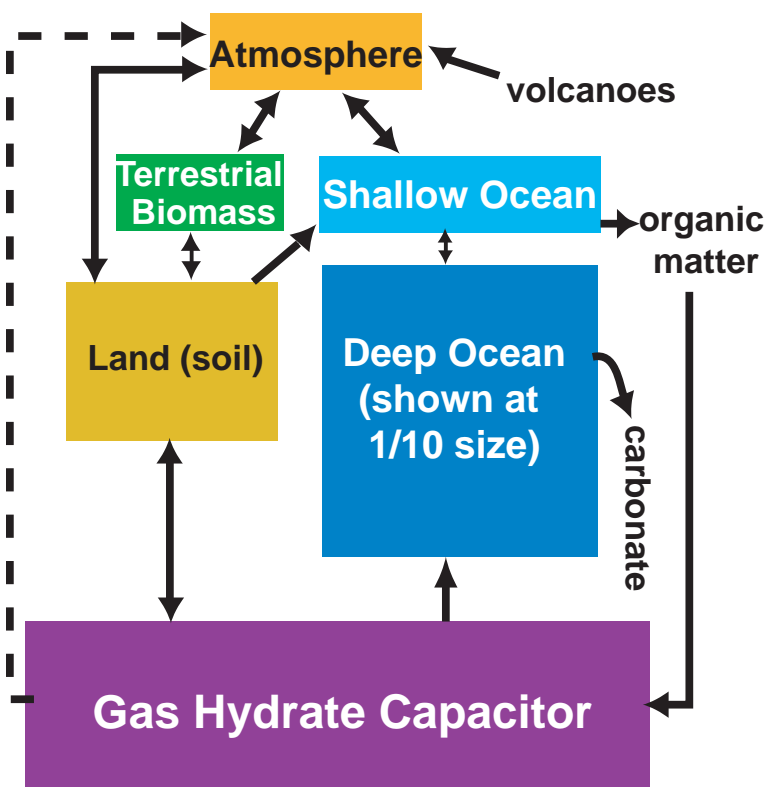 Atmosphere
volcanoes
Terrestrial
Biomass
Shallow Ocean
organic
matter
Land (soil)
Deep Ocean
(shown at
1/10 size)
carbonate
Gas Hydrate Capacitor